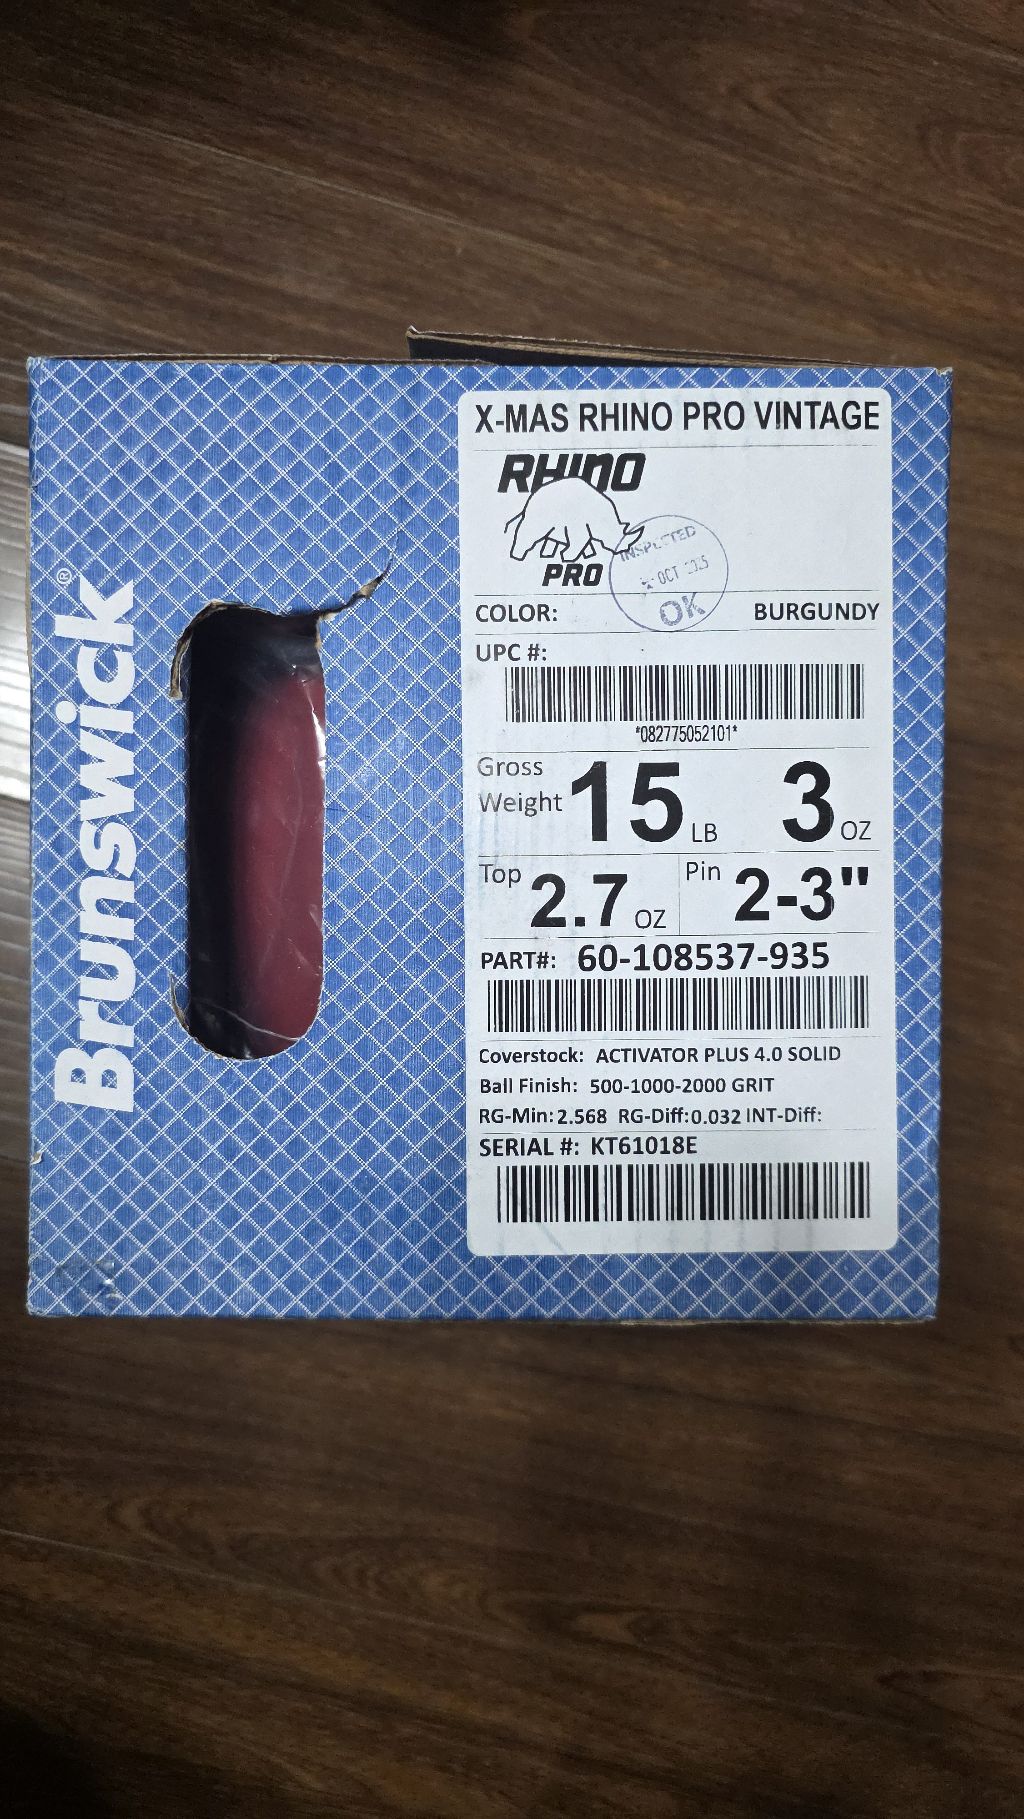 Brunswick®
X-MAS RHINO PRO VINTAGE
RHINO
PRO
INSPECTED
OCT
OK
COLOR: BURGUNDY
UPC #:
*082775052101*
Gross Weight 15 LB 3 OZ
Top 2.7 OZ Pin 2-3"
PART#: 60-108537-935
Coverstock: ACTIVATOR PLUS 4.0 SOLID
Ball Finish: 500-1000-2000 GRIT
RG-Min: 2.568 RG-Diff: 0.032 INT-Diff:
SERIAL #: KT61018E